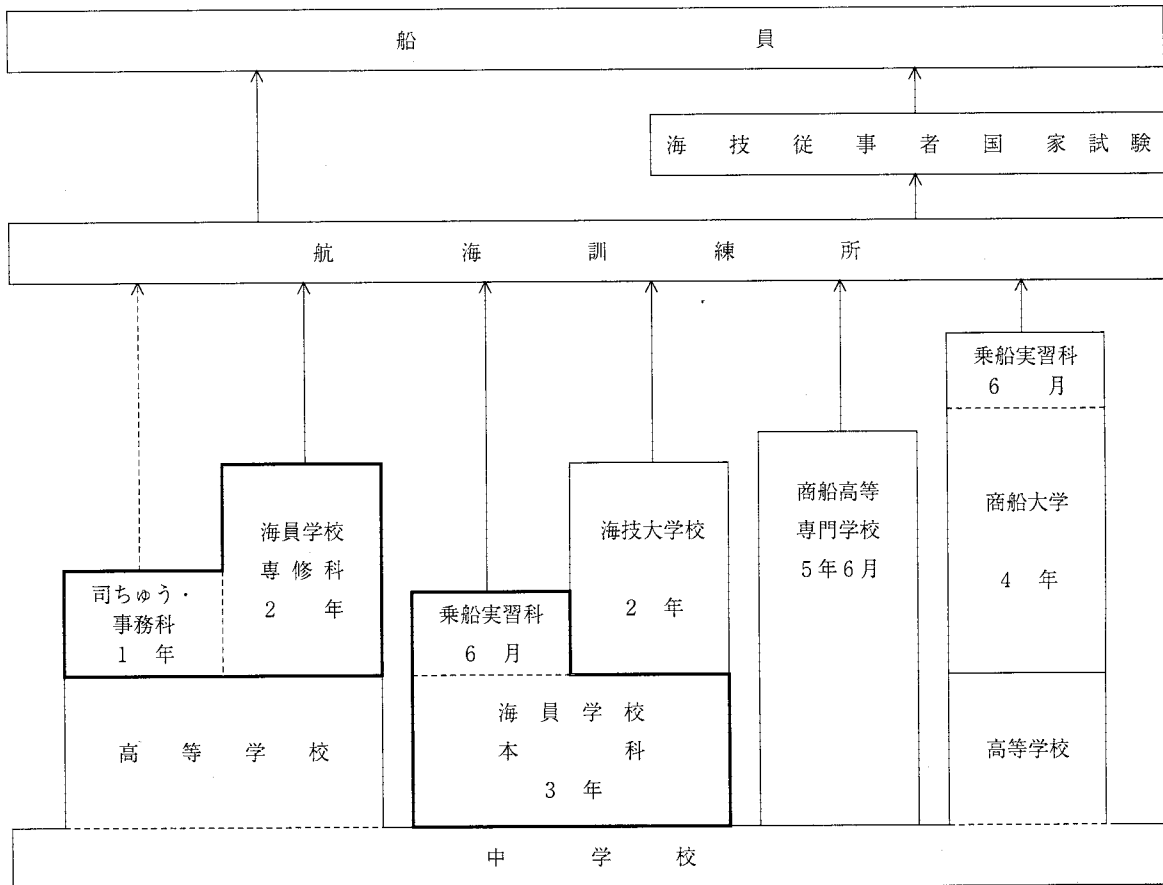 船員
海技従事者国家試験
航海訓練所
乗船実習科
6月
商船大学
4年
高等学校
商船高等
専門学校
5年6月
海技大学校
2年
海員学校
専修科
2年
司ちゅう・
事務科
1年
乗船実習科
6月
高等学校
海員学校
本科
3年
中学校